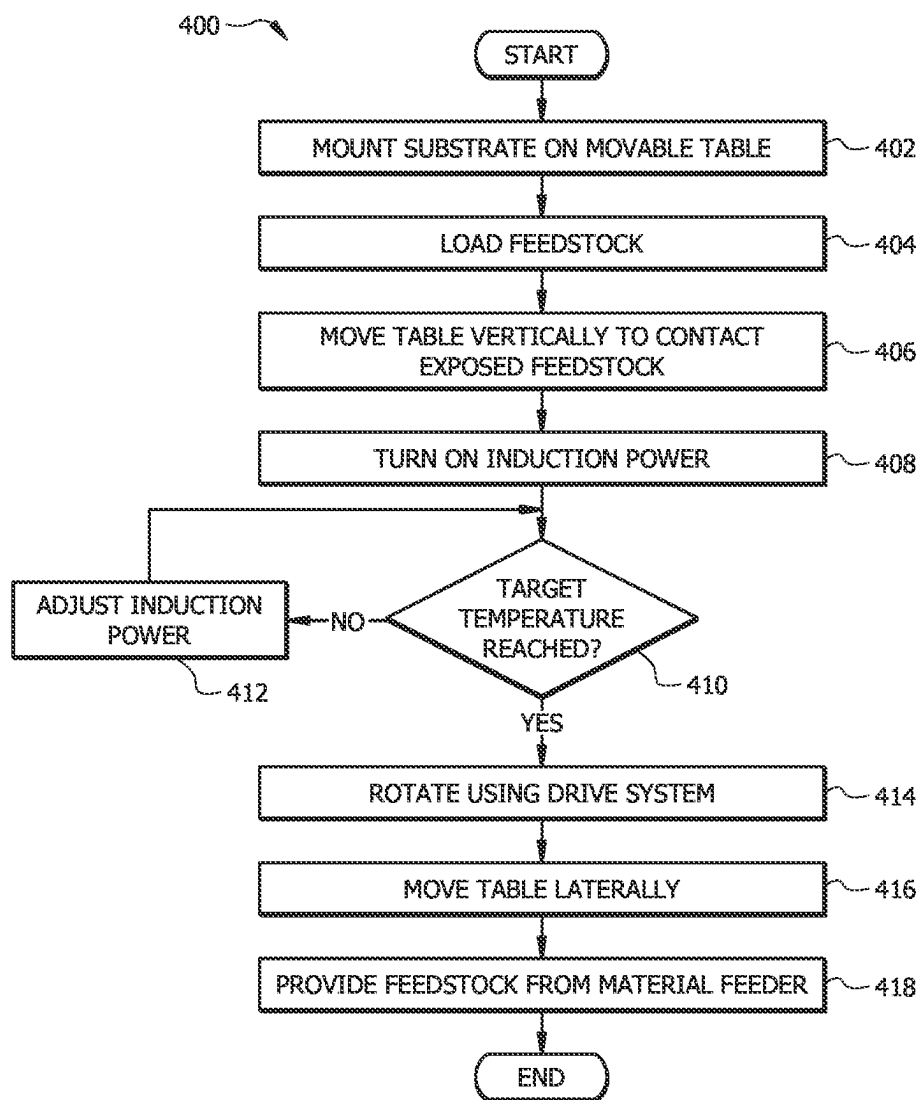 400
START
MOUNT SUBSTRATE ON MOVABLE TABLE
402
LOAD FEEDSTOCK
404
MOVE TABLE VERTICALLY TO CONTACT
EXPOSED FEEDSTOCK
406
TURN ON INDUCTION POWER
408
TARGET
TEMPERATURE
REACHED?
410
NO
ADJUST INDUCTION
POWER
412
YES
ROTATE USING DRIVE SYSTEM
414
MOVE TABLE LATERALLY
416
PROVIDE FEEDSTOCK FROM MATERIAL FEEDER
418
END